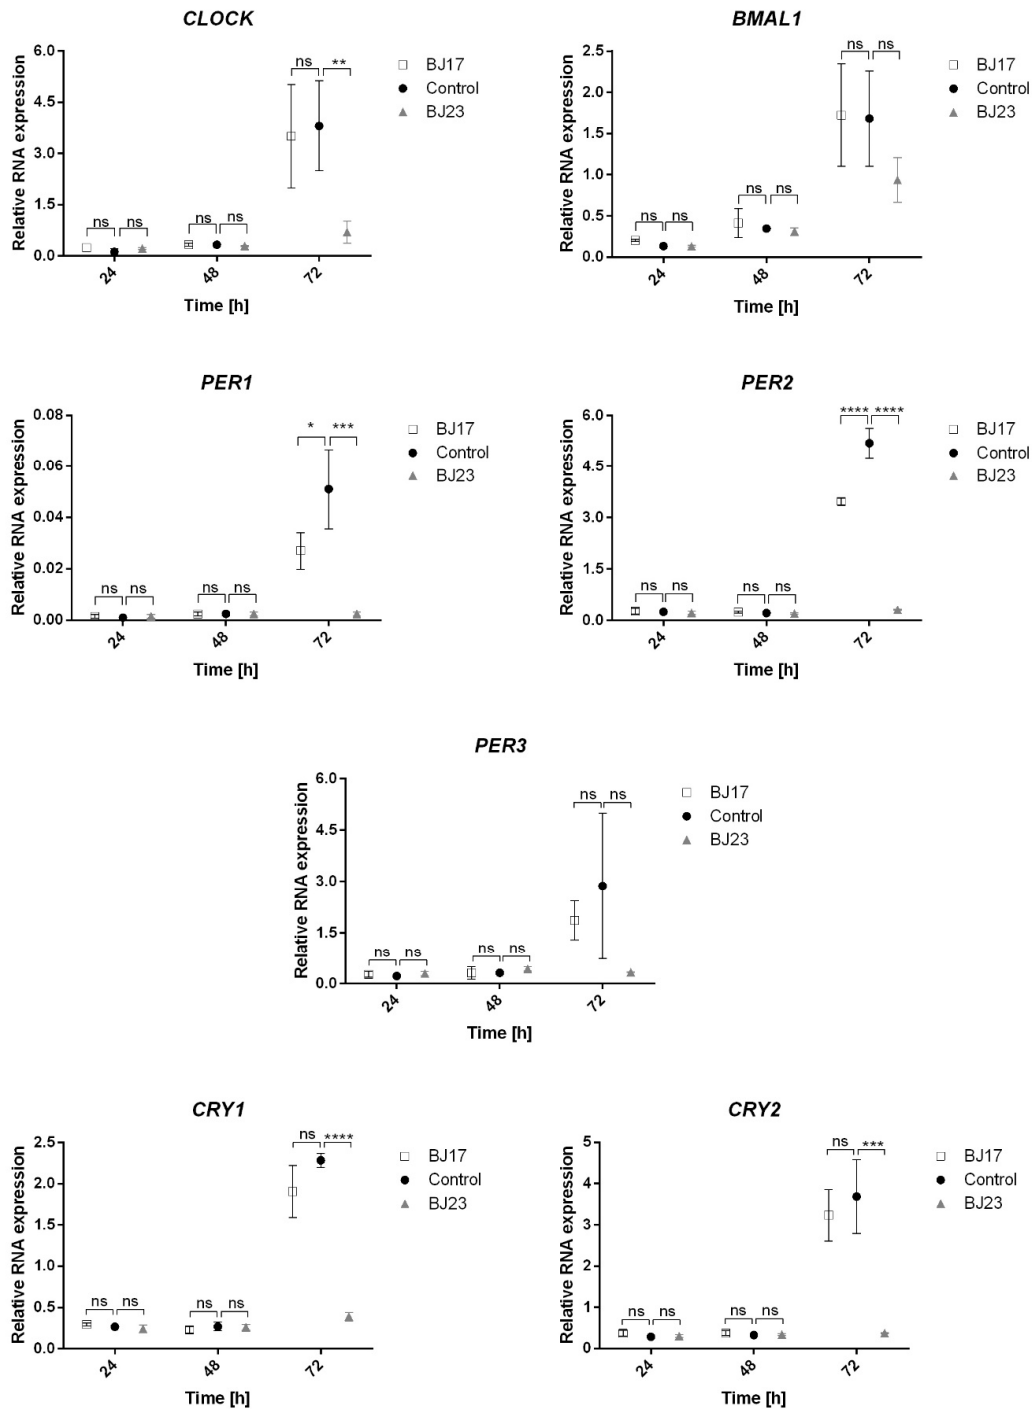 CLOCK
Relative RNA expression
6.0
4.5
3.0
1.5
0.0
ns **
ns ns
ns ns
24 48 72
Time [h]
BJ17
Control
BJ23
BMAL1
Relative RNA expression
2.5
2.0
1.5
1.0
0.5
0.0
ns ns
ns ns
ns ns
24 48 72
Time [h]
BJ17
Control
BJ23
PER1
Relative RNA expression
0.08
0.06
0.04
0.02
0.00
* ***
ns ns
ns ns
24 48 72
Time [h]
BJ17
Control
BJ23
PER2
Relative RNA expression
6.0
4.5
3.0
1.5
0.0
**** ****
ns ns
ns ns
24 48 72
Time [h]
BJ17
Control
BJ23
PER3
Relative RNA expression
6.0
4.5
3.0
1.5
0.0
ns ns
ns ns
ns ns
24 48 72
Time [h]
BJ17
Control
BJ23
CRY1
Relative RNA expression
2.5
2.0
1.5
1.0
0.5
0.0
ns ****
ns ns
ns ns
24 48 72
Time [h]
BJ17
Control
BJ23
CRY2
Relative RNA expression
5
4
3
2
1
0
ns ***
ns ns
ns ns
24 48 72
Time [h]
BJ17
Control
BJ23